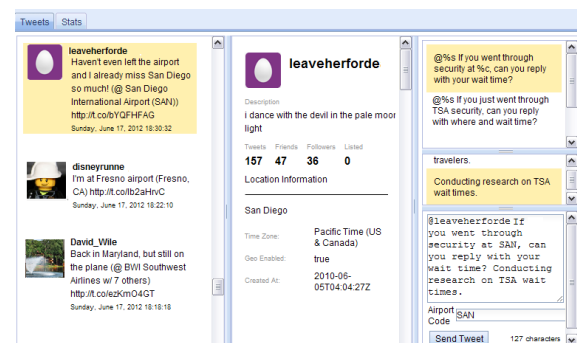 Tweets
Stats
leaveherforde
Haven't even left the airport
and I already miss San Diego
so much! (@ San Diego
International Airport (SAN))
http://t.co/bYQFHFAG
Sunday, June 17, 2012 18:30:32
disneyrunne
I'm at Fresno airport (Fresno,
CA) http://t.co/lb2aHrvC
Sunday, June 17, 2012 18:22:10
David_Wile
Back in Maryland, but still on
the plane (@ BWI Southwest
Airlines w/ 7 others)
http://t.co/ezKmO4GT
Sunday, June 17, 2012 18:18:18
leaveherforde
Description
i dance with the devil in the pale moor
light
Tweets Friends Followers Listed
157 47 36 0
Location Information
San Diego
Time Zone: Pacific Time (US
& Canada)
Geo Enabled: true
Created At: 2010-06-
05T04:04:27Z
@%s If you went through
security at %c, can you reply
with your wait time?
@%s If you just went through
TSA security, can you reply
with where and wait time?
travelers.
Conducting research on TSA
wait times.
@leaveherforde If
you went through
security at SAN, can
you reply with your
wait time? Conducting
research on TSA wait
times.
Airport
Code
SAN
Send Tweet
127 characters